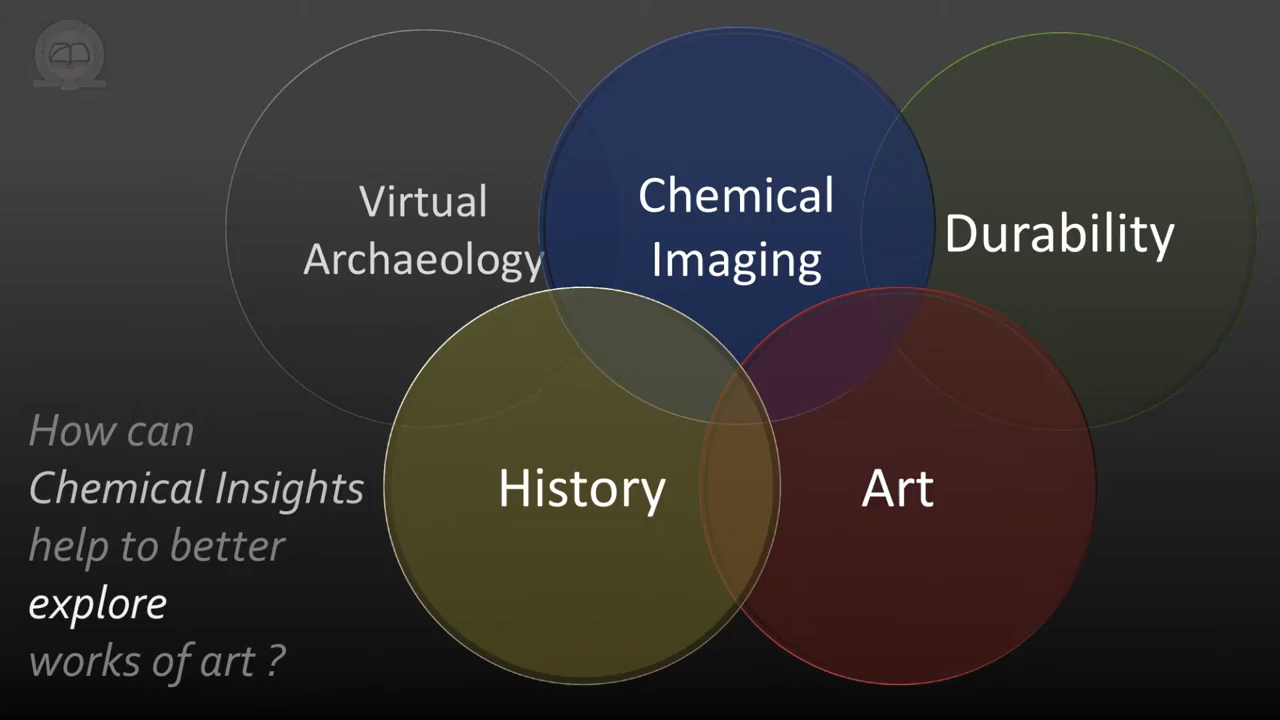 Virtual
Archaeology
Chemical
Imaging
Durability
History
Art
How can
Chemical Insights
help to better
explore
works of art ?